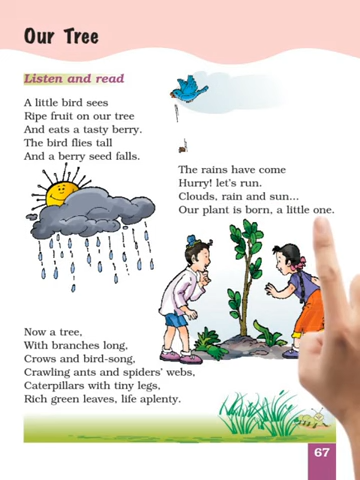 Our Tree
Listen and read
A little bird sees
Ripe fruit on our tree
And eats a tasty berry.
The bird flies tall
And a berry seed falls.
The rains have come
Hurry! let's run.
Clouds, rain and sun...
Our plant is born, a little one.
Now a tree,
With branches long,
Crows and bird-song,
Crawling ants and spiders' webs,
Caterpillars with tiny legs,
Rich green leaves, life aplenty.
67